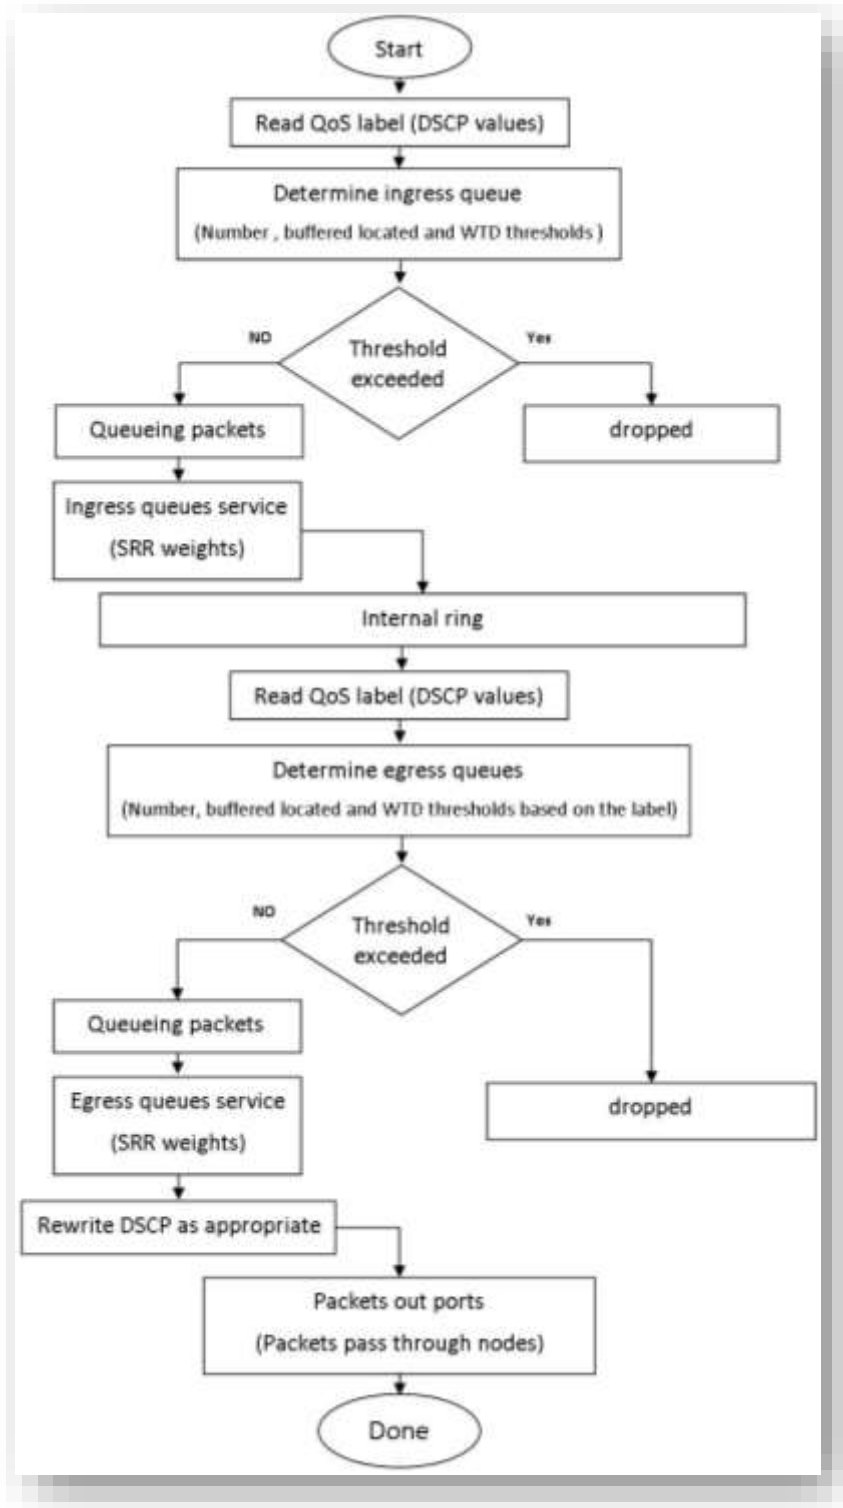 Start
Read QoS label (DSCP values)
Determine ingress queue
(Number , buffered located and WTD thresholds )
NO
Yes
Threshold
exceeded
Queueing packets
dropped
Ingress queues service
(SRR weights)
Internal ring
Read QoS label (DSCP values)
Determine egress queues
(Number, buffered located and WTD thresholds based on the label)
NO
Yes
Threshold
exceeded
Queueing packets
Egress queues service
(SRR weights)
dropped
Rewrite DSCP as appropriate
Packets out ports
(Packets pass through nodes)
Done